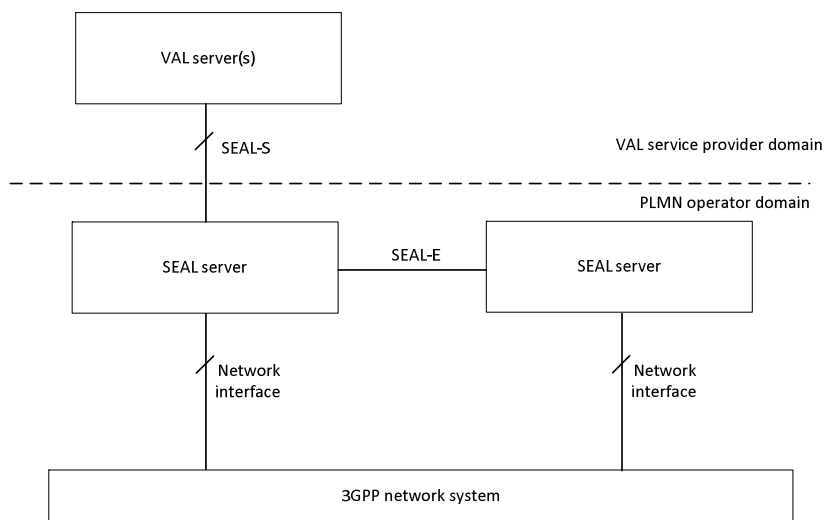 VAL server(s)
SEAL-S
VAL service provider domain
PLMN operator domain
SEAL server
SEAL-E
SEAL server
Network
interface
Network
interface
3GPP network system